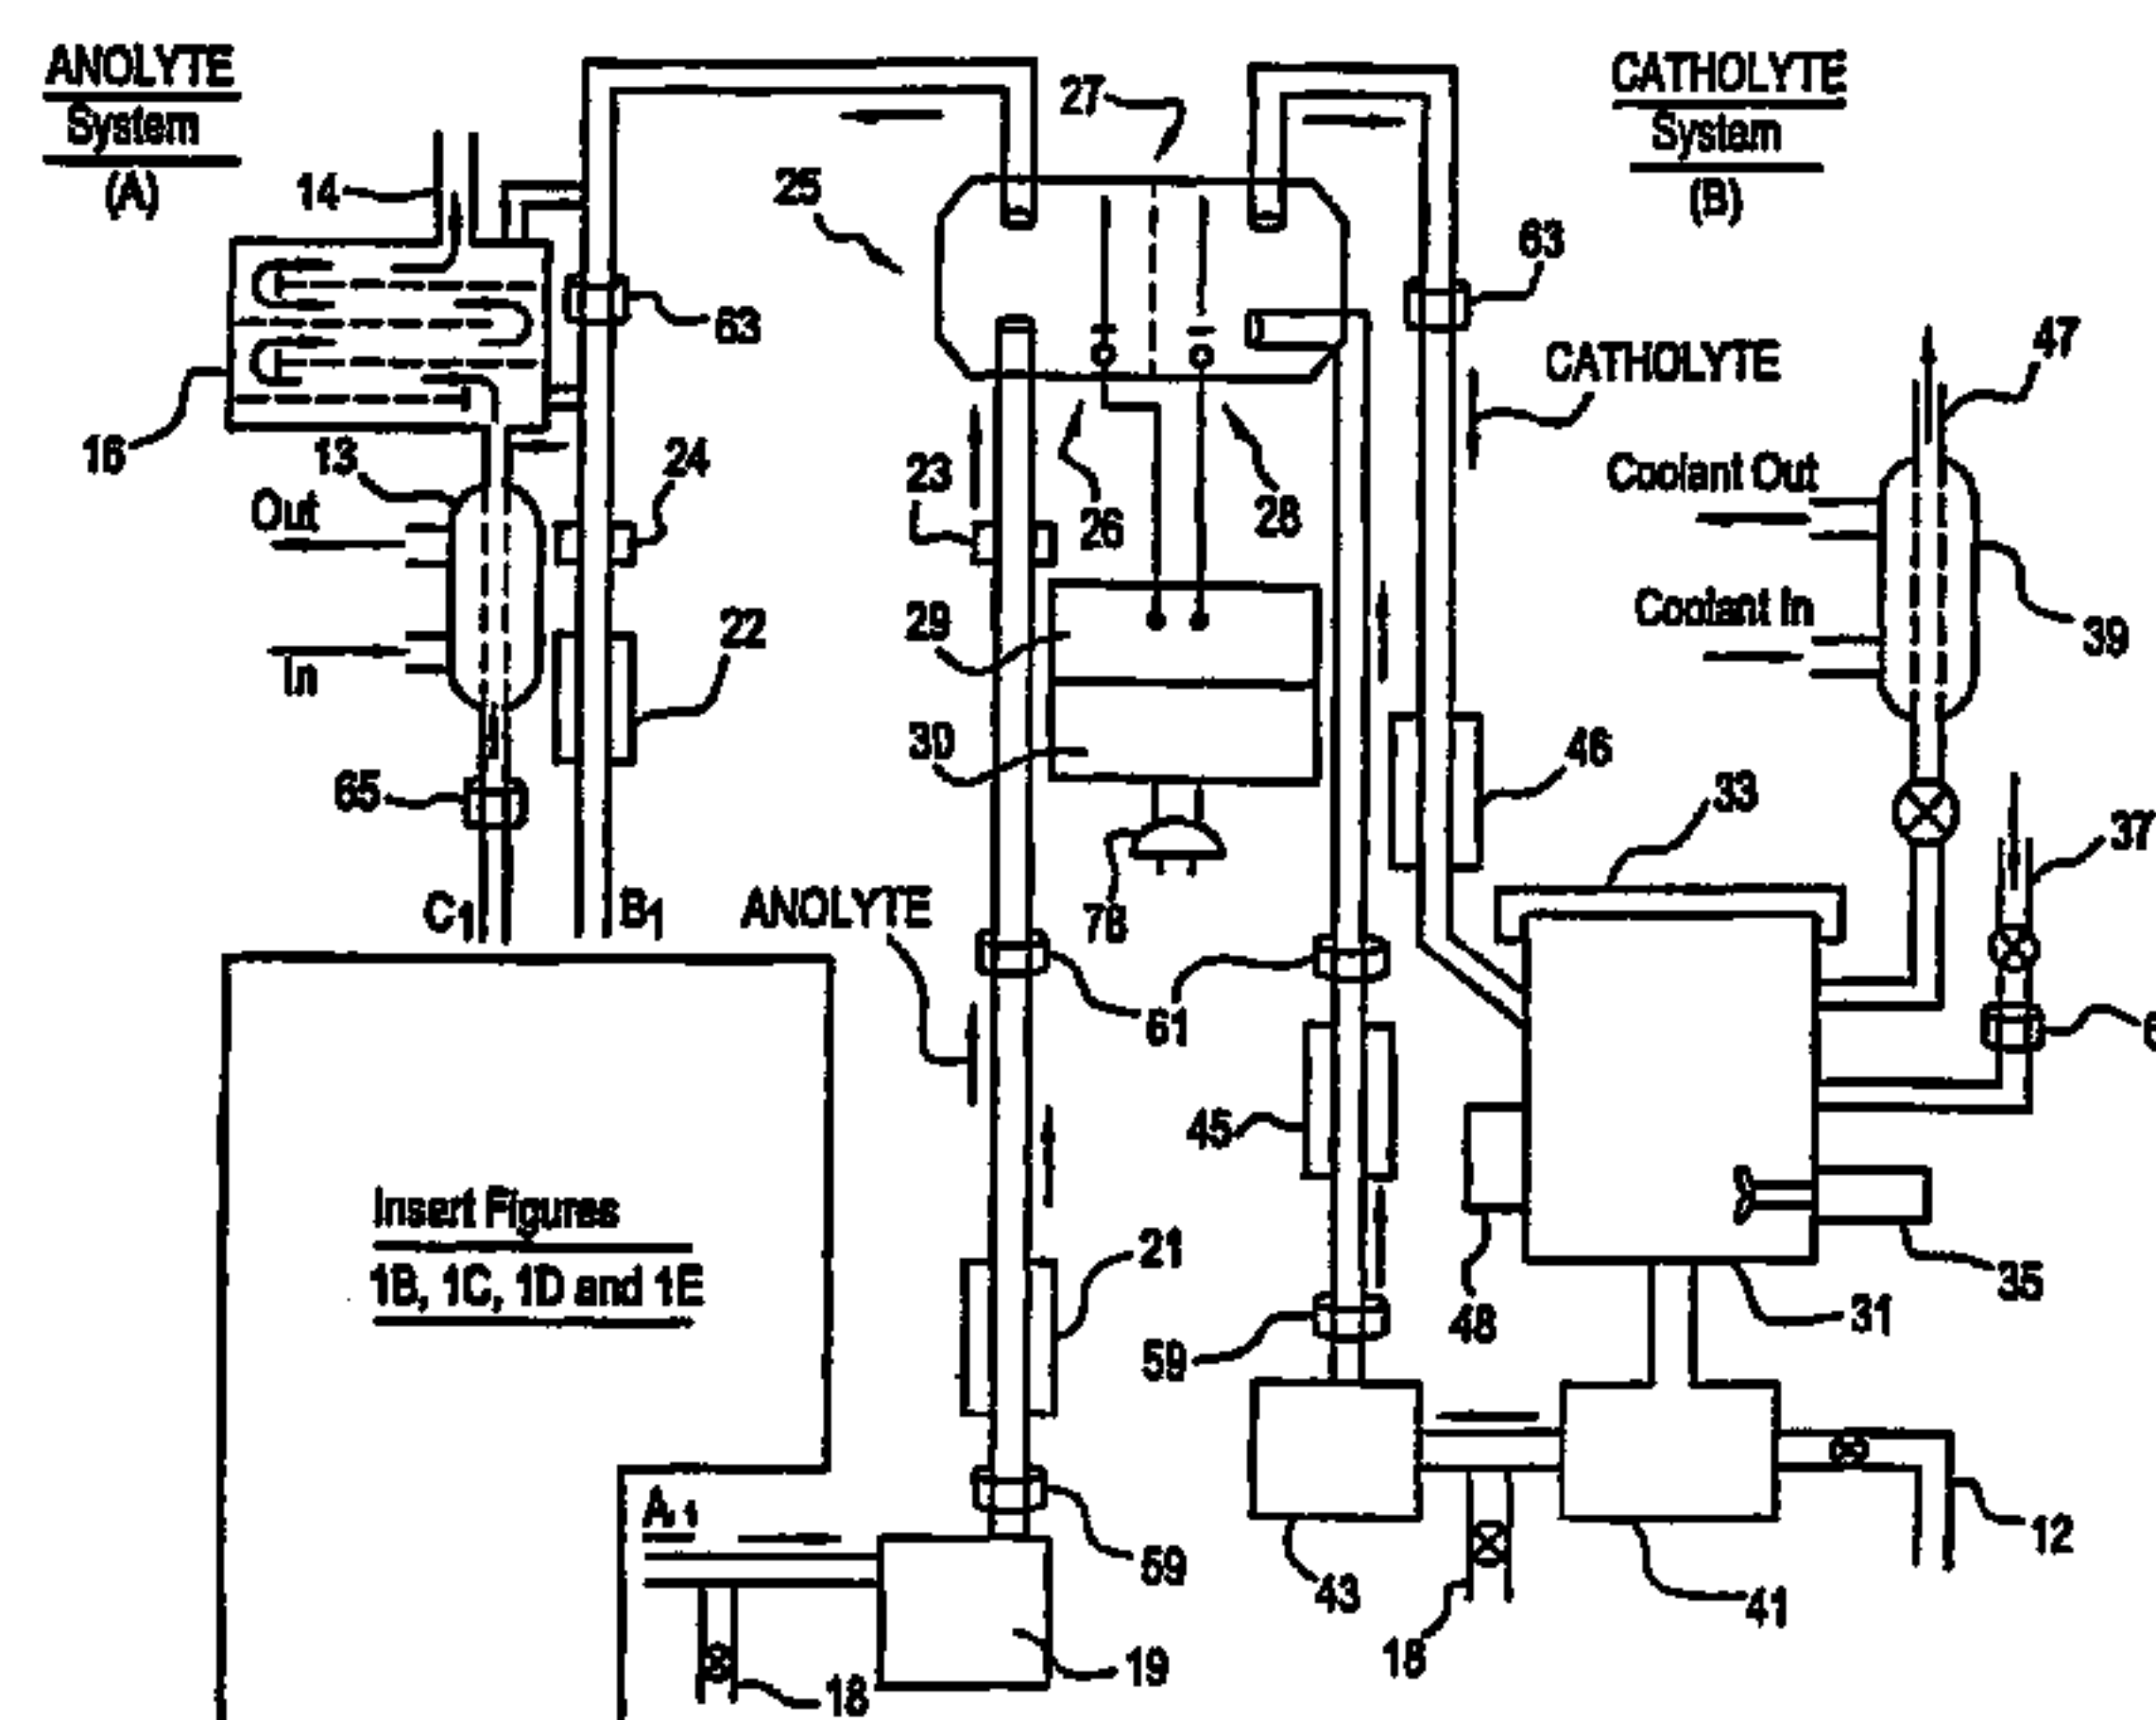 ANOLYTE
System
(A)
CATHOLYTE
System
(B)
27
14
25
63
63
CATHOLYTE
47
16
13
24
23
26
28
Coolant Out
Out
In
22
29
Coolant In
39
30
46
65
33
37
C1
B1
ANOLYTE
78
61
45
Insert Figures
1B, 1C, 1D and 1E
21
48
35
31
59
A1
59
12
43
41
18
19
18